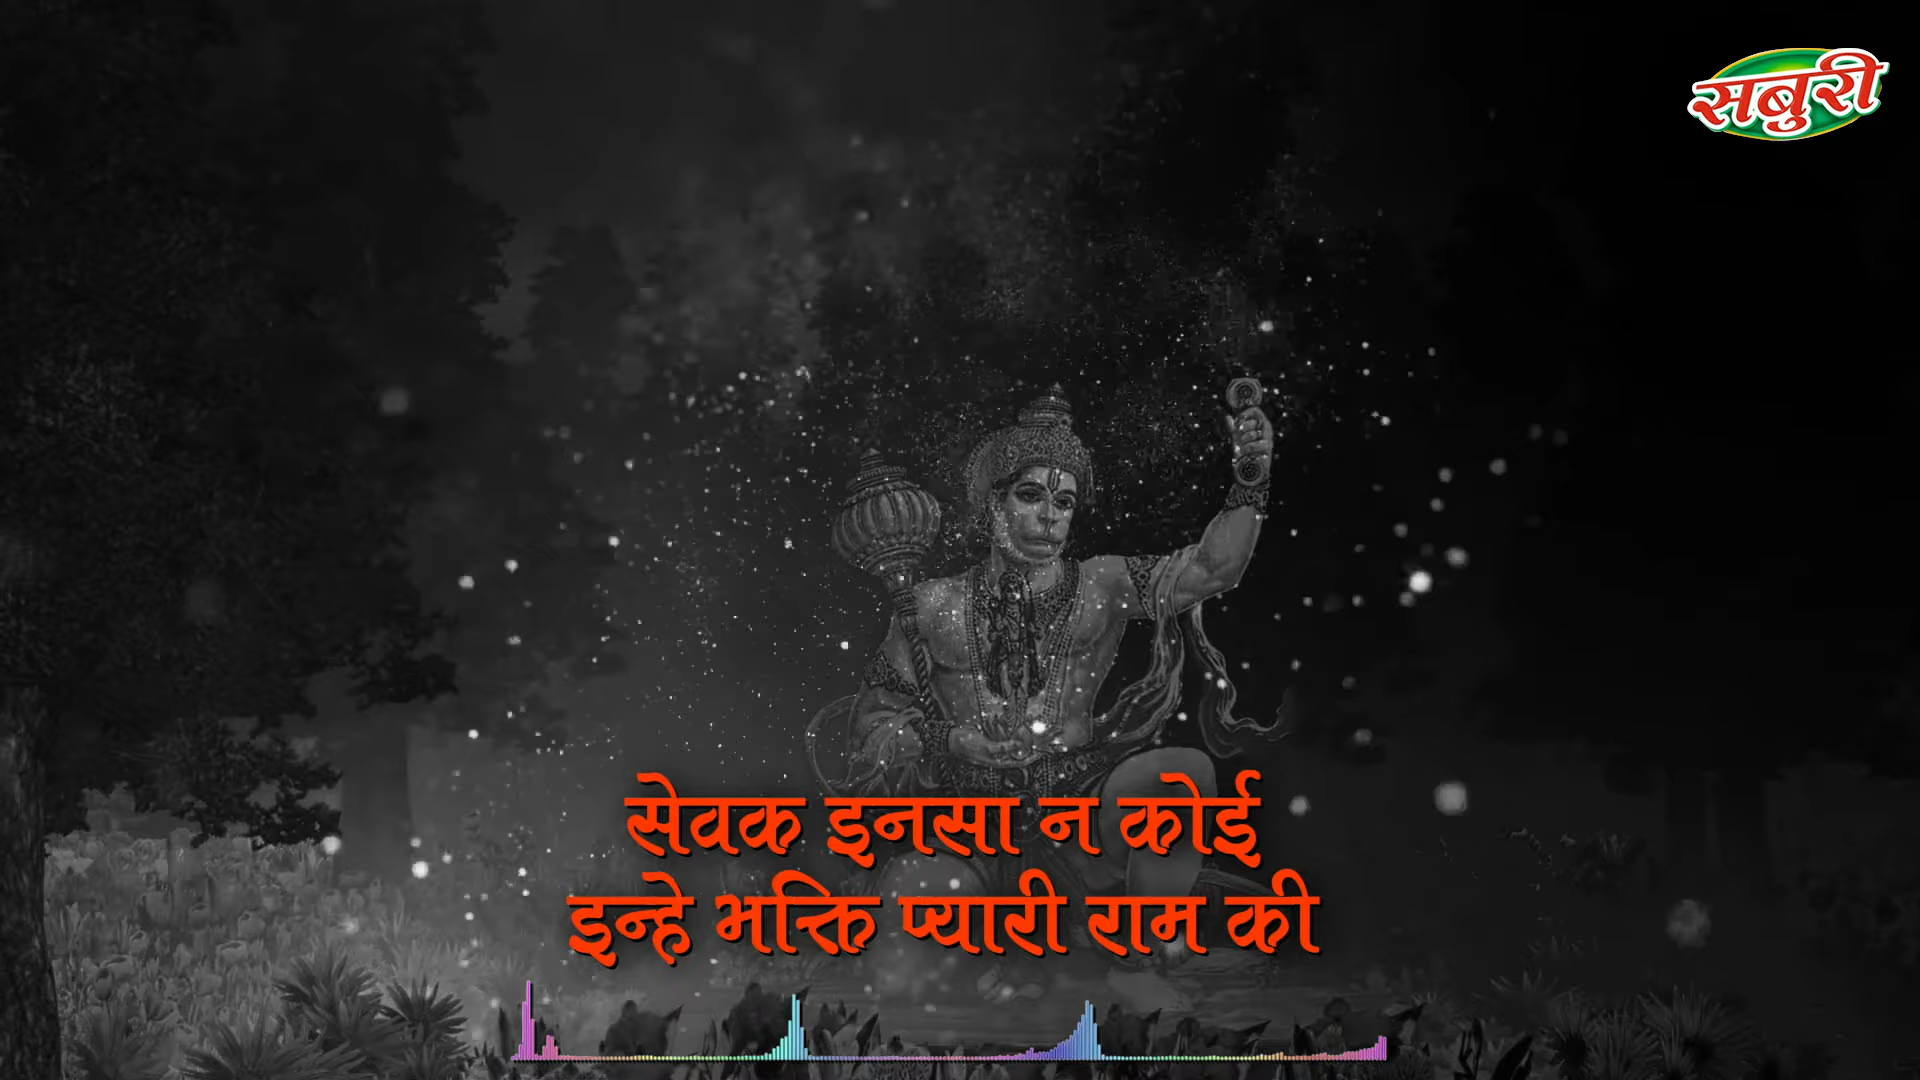 सबुरी
सेवक इनसा न कोई
इन्हे भक्ति प्यारी राम की